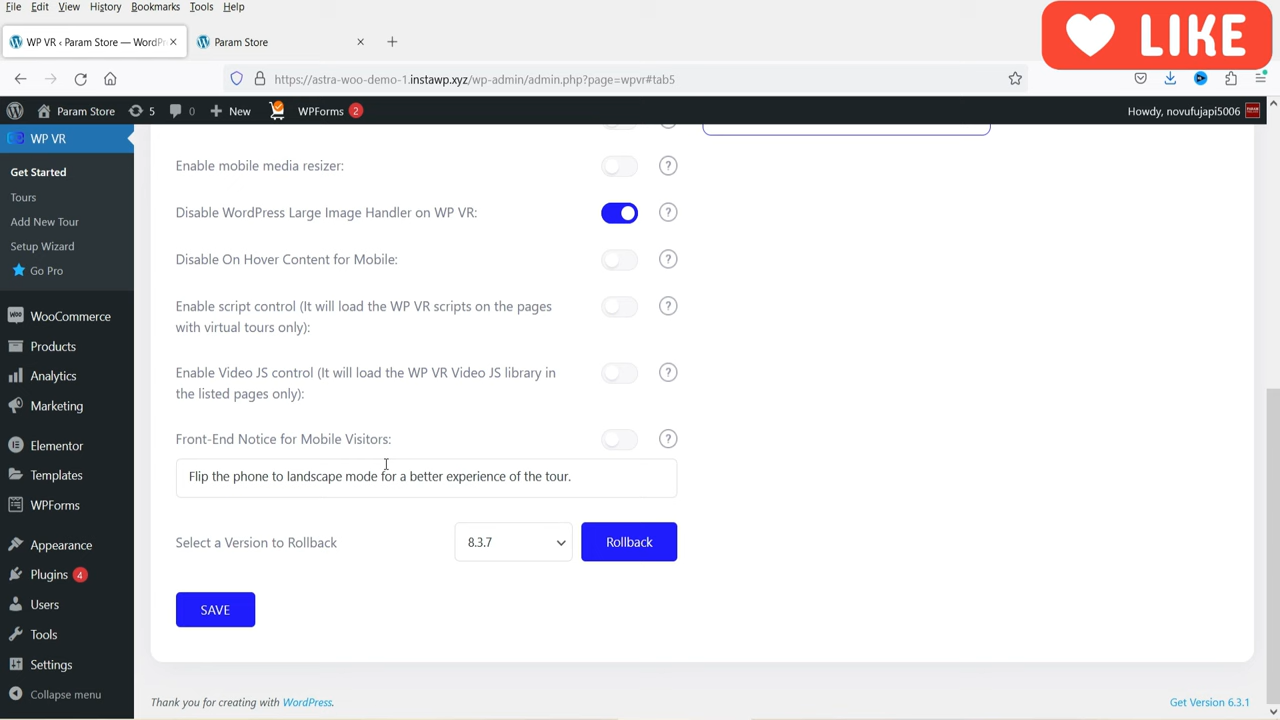 File Edit View History Bookmarks Tools Help
LIKE
WP VR ‹ Param Store — WordPr
Param Store
https://astra-woo-demo-1.instawp.xyz/wp-admin/admin.php?page=wpvr#tab5
Param Store 5 0 New WPForms 2 Howdy, novufujapi5006
WP VR
Get Started
Tours
Add New Tour
Setup Wizard
Go Pro
WooCommerce
Products
Analytics
Marketing
Elementor
Templates
WPForms
Appearance
Plugins 4
Users
Tools
Settings
Collapse menu
Enable mobile media resizer: ?
Disable WordPress Large Image Handler on WP VR: ?
Disable On Hover Content for Mobile: ?
Enable script control (It will load the WP VR scripts on the pages ?
with virtual tours only):
Enable Video JS control (It will load the WP VR Video JS library in ?
the listed pages only):
Front-End Notice for Mobile Visitors: ?
Flip the phone to landscape mode for a better experience of the tour.
Select a Version to Rollback 8.3.7 Rollback
SAVE
Thank you for creating with WordPress. Get Version 6.3.1